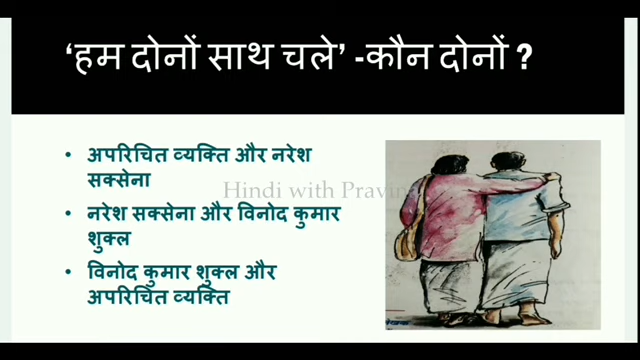 ‘हम दोनों साथ चले’ -कौन दोनों ?
• अपरिचित व्यक्ति और नरेश
सक्सेना
• नरेश सक्सेना और विनोद कुमार
शुक्ल
• विनोद कुमार शुक्ल और
अपरिचित व्यक्ति
Hindi with Pravin